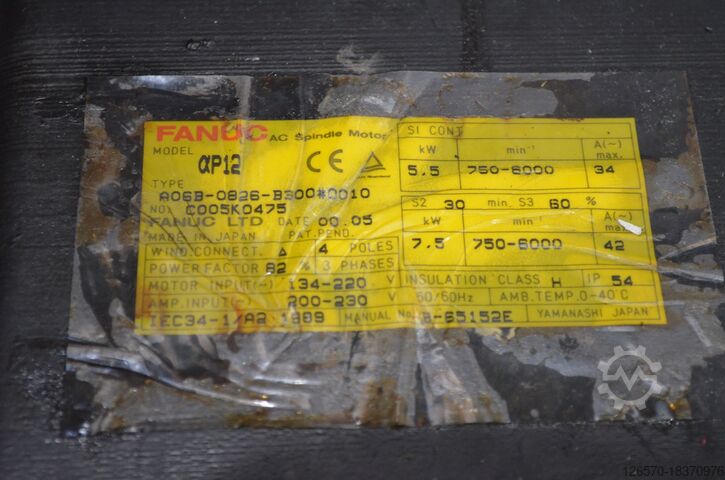 FANUC AC Spindle Motor
MODEL αP12 CE
TYPE A06B-0826-B300#0010
NO. C005K0475
FANUC LTD DATE 00.05
MADE IN JAPAN PAT.PEND.
WIND.CONNECT. Δ 4 POLES
POWER FACTOR 82 % 3 PHASES
MOTOR INPUT(~) 134-220 V
AMP.INPUT(~) 200-230 V
IEC34-1/A2 1989 MANUAL NO. B-65152E YAMANASHI JAPAN
S1 CONT
kW min⁻¹ A(~) max.
5.5 750-6000 34
S2 30 min. S3 60 %
kW min⁻¹ A(~) max.
7.5 750-6000 42
INSULATION CLASS H IP 54
50/60Hz AMB.TEMP.0-40°C
126570-18370976